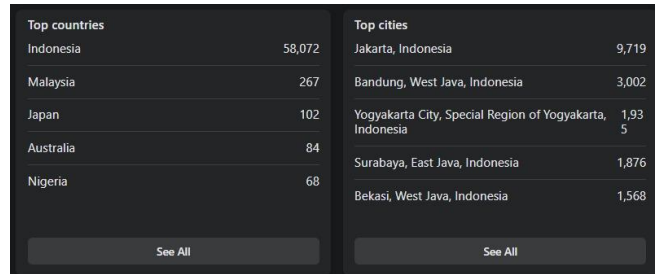 Top countries
Indonesia 58,072
Malaysia 267
Japan 102
Australia 84
Nigeria 68
See All
Top cities
Jakarta, Indonesia 9,719
Bandung, West Java, Indonesia 3,002
Yogyakarta City, Special Region of Yogyakarta, 1,93
Indonesia 5
Surabaya, East Java, Indonesia 1,876
Bekasi, West Java, Indonesia 1,568
See All